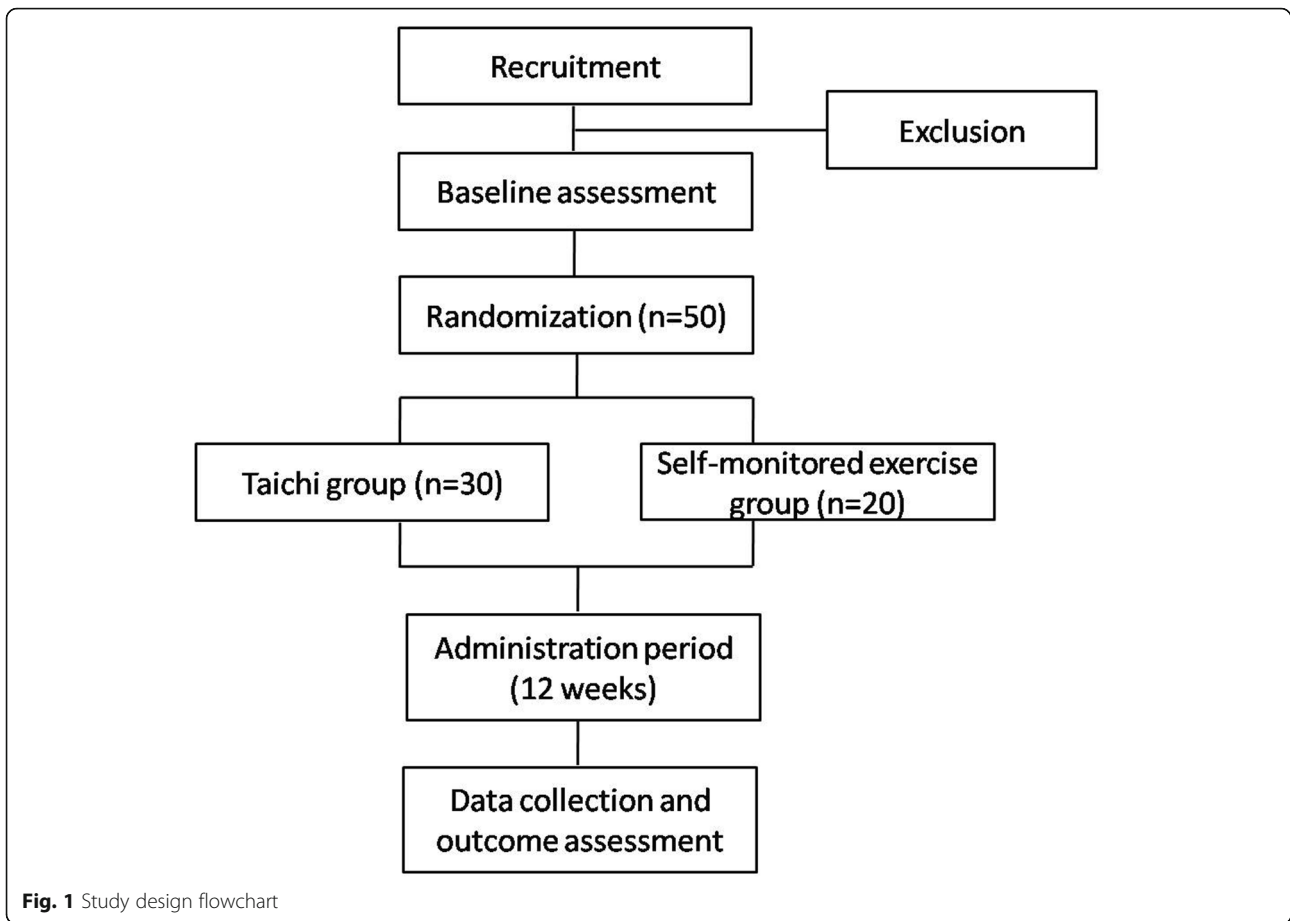 Recruitment
Exclusion
Baseline assessment
Randomization (n=50)
Taichi group (n=30)
Self-monitored exercise
group (n=20)
Administration period
(12 weeks)
Data collection and
outcome assessment
Fig. 1 Study design flowchart